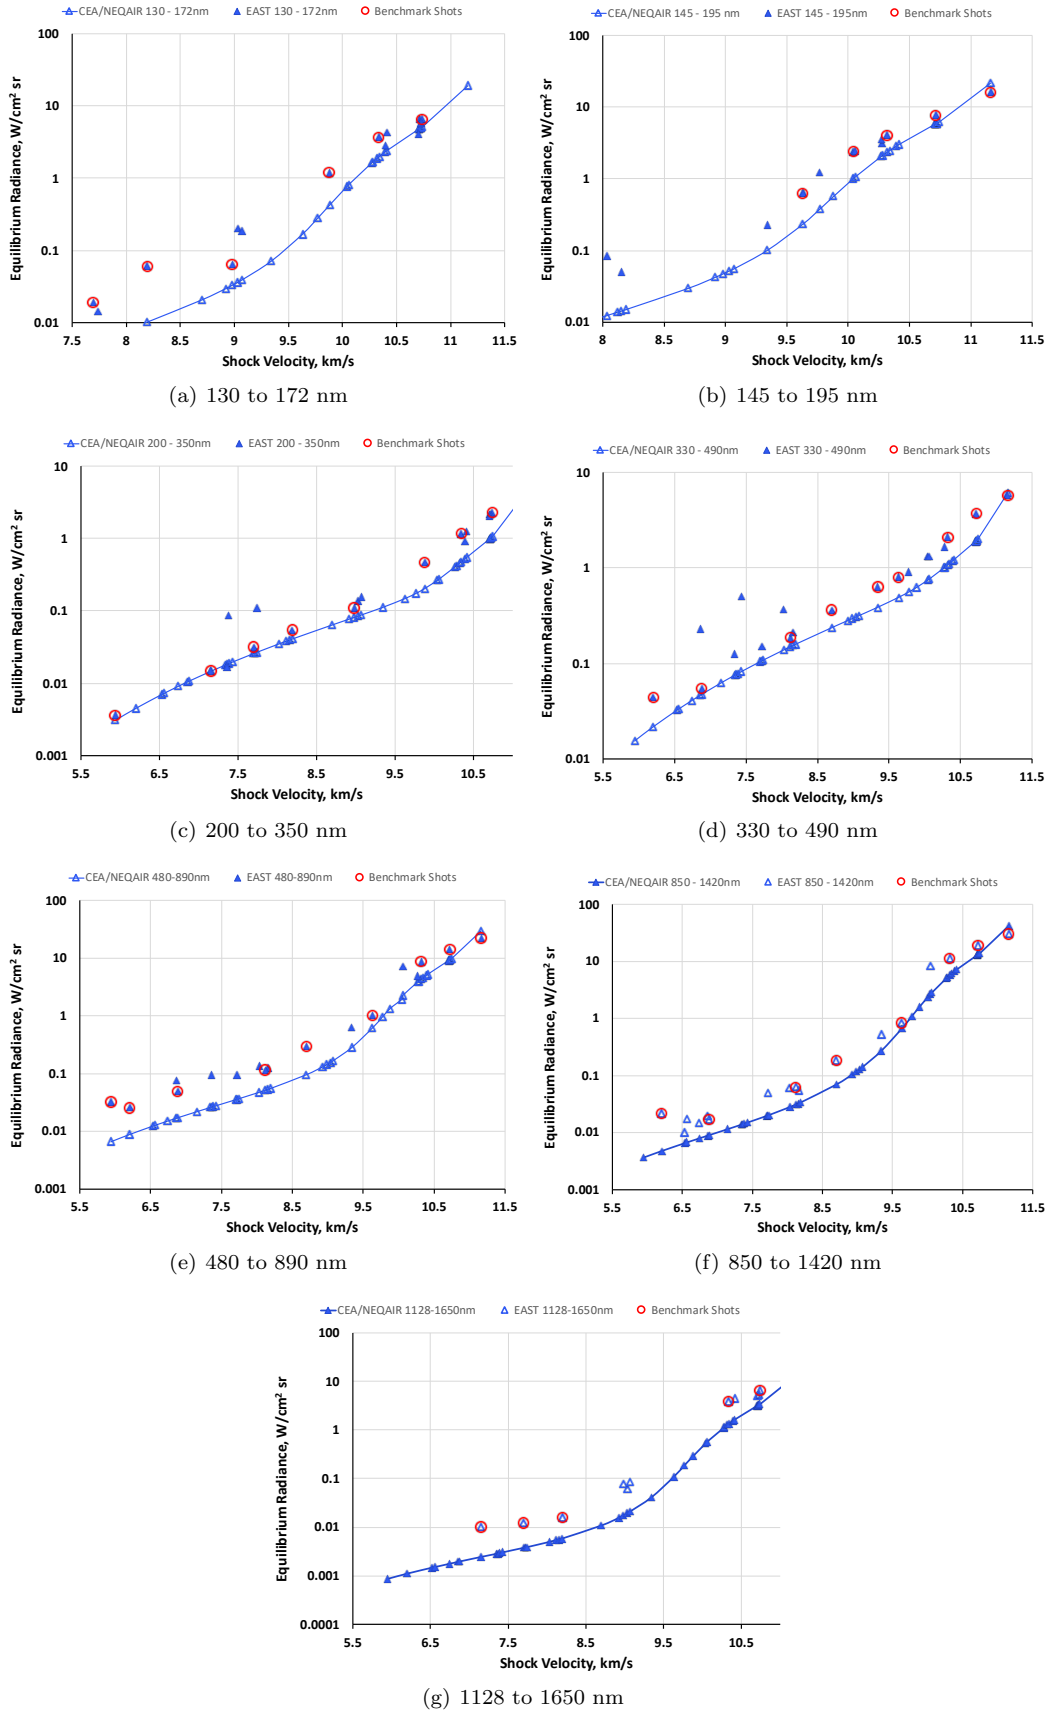 CEA/NEQAIR 130 - 172nm EAST 130 - 172nm Benchmark Shots
100
10
1
0.1
0.01
7.5 8 8.5 9 9.5 10 10.5 11 11.5
Equilibrium Radiance, W/cm² sr
Shock Velocity, km/s
(a) 130 to 172 nm
CEA/NEQAIR 145 - 195 nm EAST 145 - 195nm Benchmark Shots
100
10
1
0.1
0.01
8 8.5 9 9.5 10 10.5 11 11.5
Equilibrium Radiance, W/cm² sr
Shock Velocity, km/s
(b) 145 to 195 nm
CEA/NEQAIR 200 - 350nm EAST 200 - 350nm Benchmark Shots
10
1
0.1
0.01
0.001
5.5 6.5 7.5 8.5 9.5 10.5
Equilibrium Radiance, W/cm² sr
Shock Velocity, km/s
(c) 200 to 350 nm
CEA/NEQAIR 330 - 490nm EAST 330 - 490nm Benchmark Shots
10
1
0.1
0.01
5.5 6.5 7.5 8.5 9.5 10.5 11.5
Equilibrium Radiance, W/cm² sr
Shock Velocity, km/s
(d) 330 to 490 nm
CEA/NEQAIR 480-890nm EAST 480-890nm Benchmark Shots
100
10
1
0.1
0.01
0.001
5.5 6.5 7.5 8.5 9.5 10.5 11.5
Equilibrium Radiance, W/cm² sr
Shock Velocity, km/s
(e) 480 to 890 nm
CEA/NEQAIR 850 - 1420nm EAST 850 - 1420nm Benchmark Shots
100
10
1
0.1
0.01
0.001
5.5 6.5 7.5 8.5 9.5 10.5 11.5
Equilibrium Radiance, W/cm² sr
Shock Velocity, km/s
(f) 850 to 1420 nm
CEA/NEQAIR 1128-1650nm EAST 1128-1650nm Benchmark Shots
100
10
1
0.1
0.01
0.001
0.0001
5.5 6.5 7.5 8.5 9.5 10.5
Equilibrium Radiance, W/cm² sr
Shock Velocity, km/s
(g) 1128 to 1650 nm